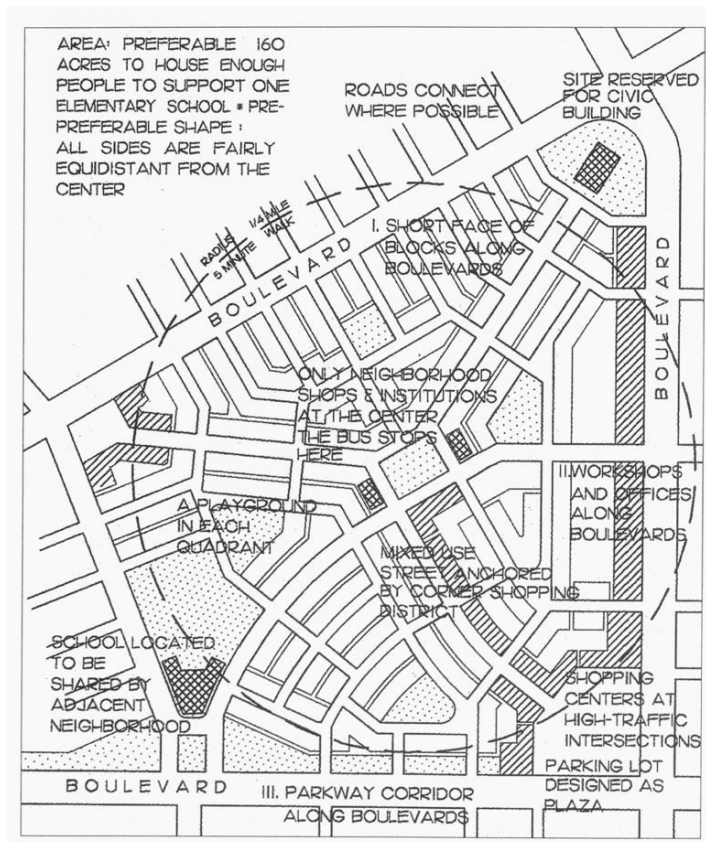 AREA: PREFERABLE 160
ACRES TO HOUSE ENOUGH
PEOPLE TO SUPPORT ONE
ELEMENTARY SCHOOL • PRE-
PREFERABLE SHAPE :
ALL SIDES ARE FAIRLY
EQUIDISTANT FROM THE
CENTER
ROADS CONNECT
WHERE POSSIBLE
SITE RESERVED
FOR CIVIC
BUILDING
RADIUS
5 MINUTE
1/4 MILE
WALK
BOULEVARD
I. SHORT FACE OF
BLOCKS ALONG
BOULEVARDS
BOULEVARD
ONLY NEIGHBORHOOD
SHOPS & INSTITUTIONS
AT THE CENTER
THE BUS STOPS
HERE
II. WORKSHOPS
AND OFFICES
ALONG
BOULEVARDS
A PLAYGROUND
IN EACH
QUADRANT
MIXED USE
STREET ANCHORED
BY CORNER SHOPPING
DISTRICT
SCHOOL LOCATED
TO BE
SHARED BY
ADJACENT
NEIGHBORHOOD
SHOPPING
CENTERS AT
HIGH-TRAFFIC
INTERSECTIONS
PARKING LOT
DESIGNED AS
PLAZA
BOULEVARD
III. PARKWAY CORRIDOR
ALONG BOULEVARDS